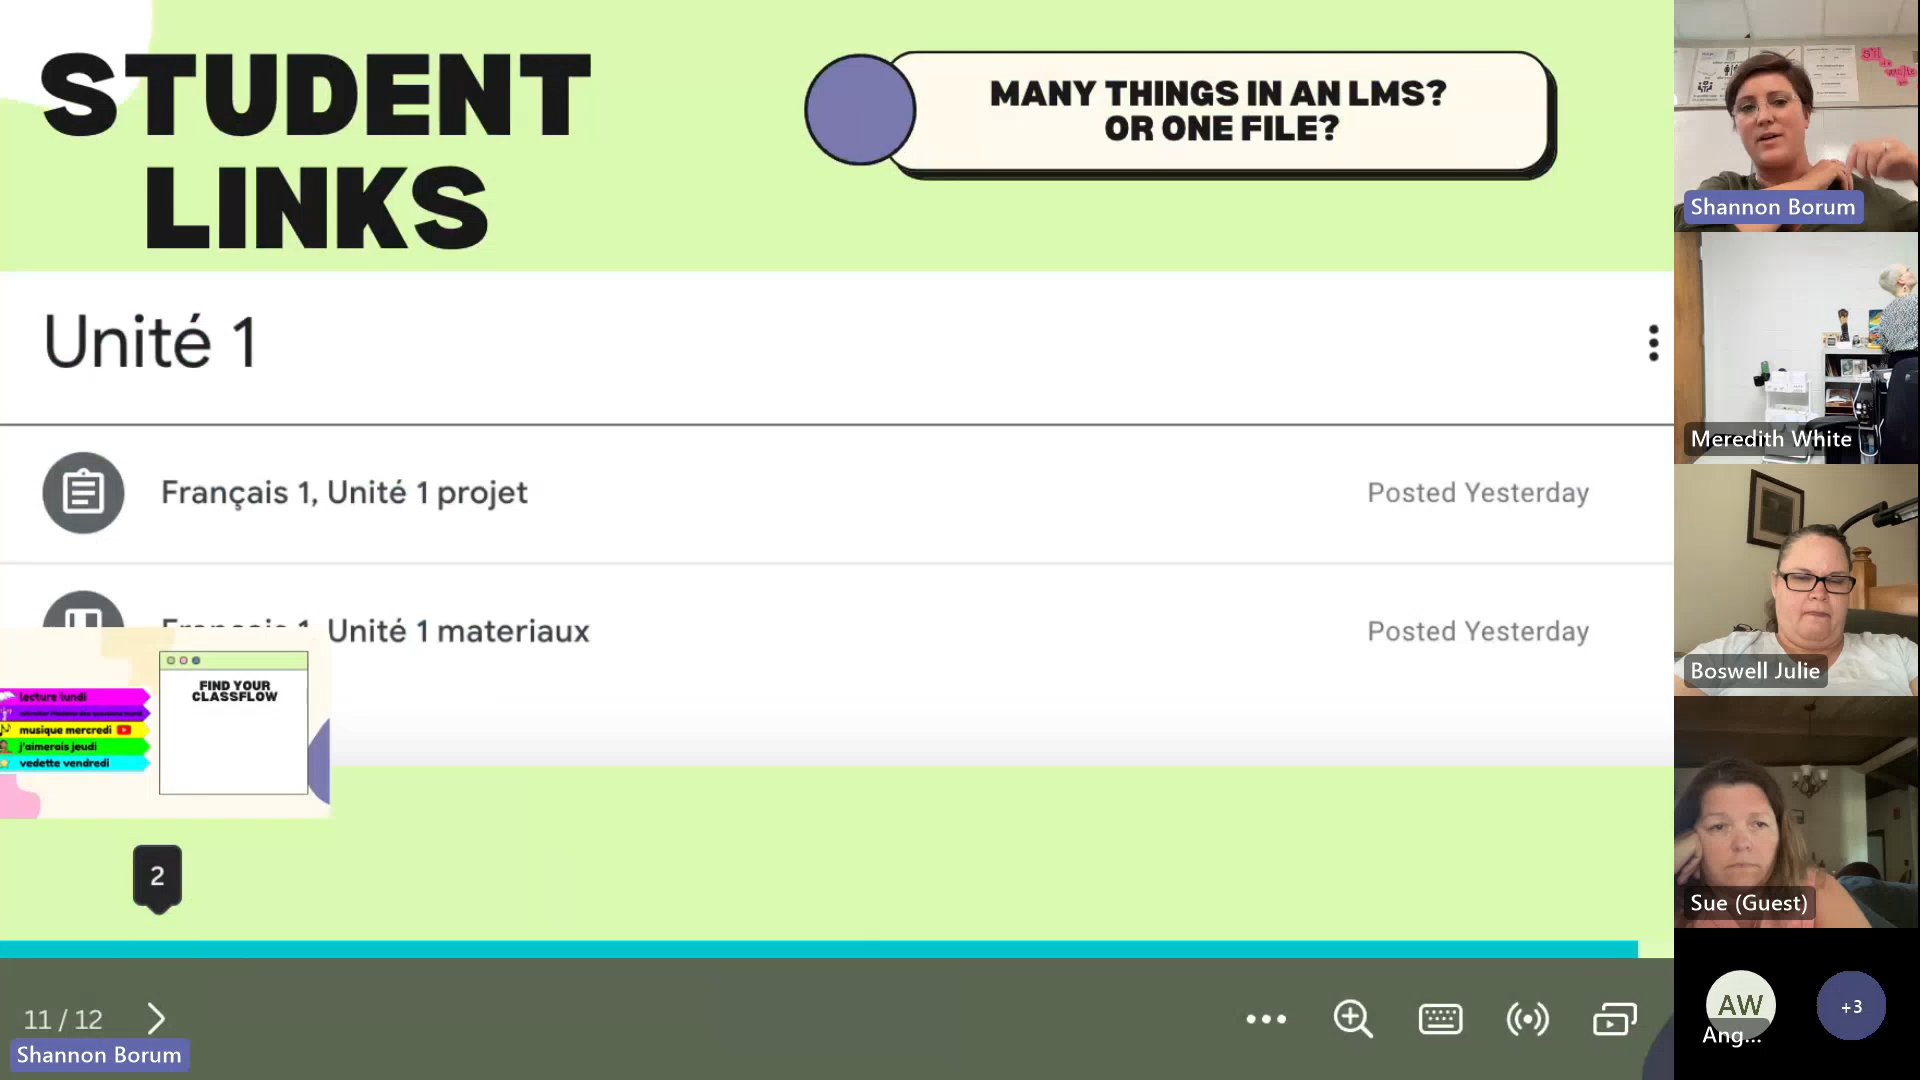 STUDENT
LINKS
MANY THINGS IN AN LMS?
OR ONE FILE?
Unité 1
Français 1, Unité 1 projet
Posted Yesterday
Unité 1 materiaux
Posted Yesterday
lecture lundi
musique mercredi
j'aimerais jeudi
vedette vendredi
FIND YOUR
CLASSFLOW
2
11 / 12
Shannon Borum
Shannon Borum
Meredith White
Boswell Julie
Sue (Guest)
AW
Ang...
+3